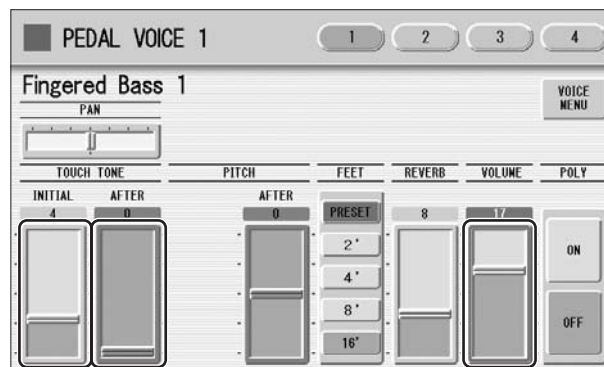 PEDAL VOICE 1 1 2 3 4
Fingered Bass 1
VOICE MENU
PAN
TOUCH TONE PITCH FEET REVERB VOLUME POLY
INITIAL AFTER AFTER
4 0 0 PRESET 8 17
2'
4'
8'
16'
ON
OFF